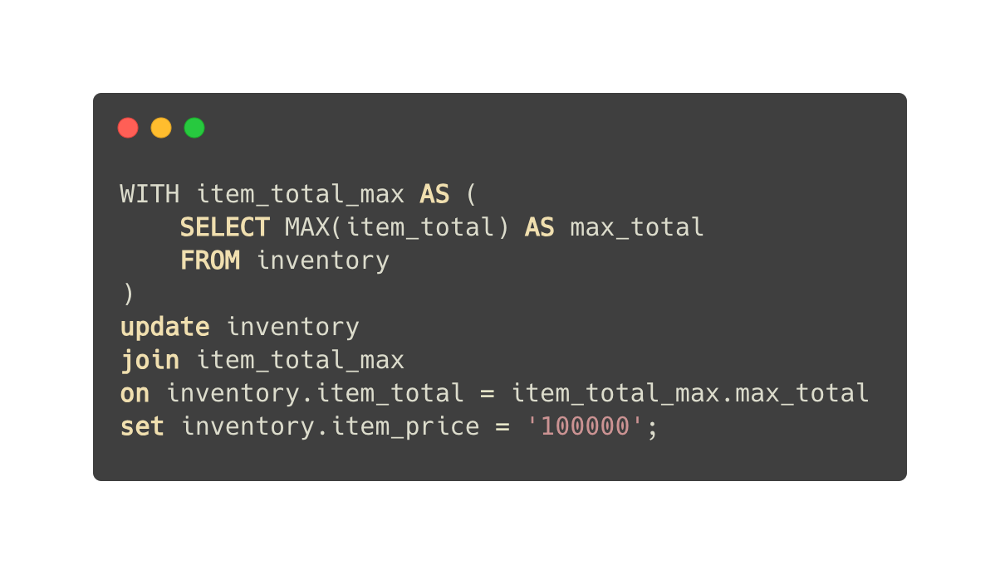 WITH item_total_max AS (
    SELECT MAX(item_total) AS max_total
    FROM inventory
)
update inventory
join item_total_max
on inventory.item_total = item_total_max.max_total
set inventory.item_price = '100000';